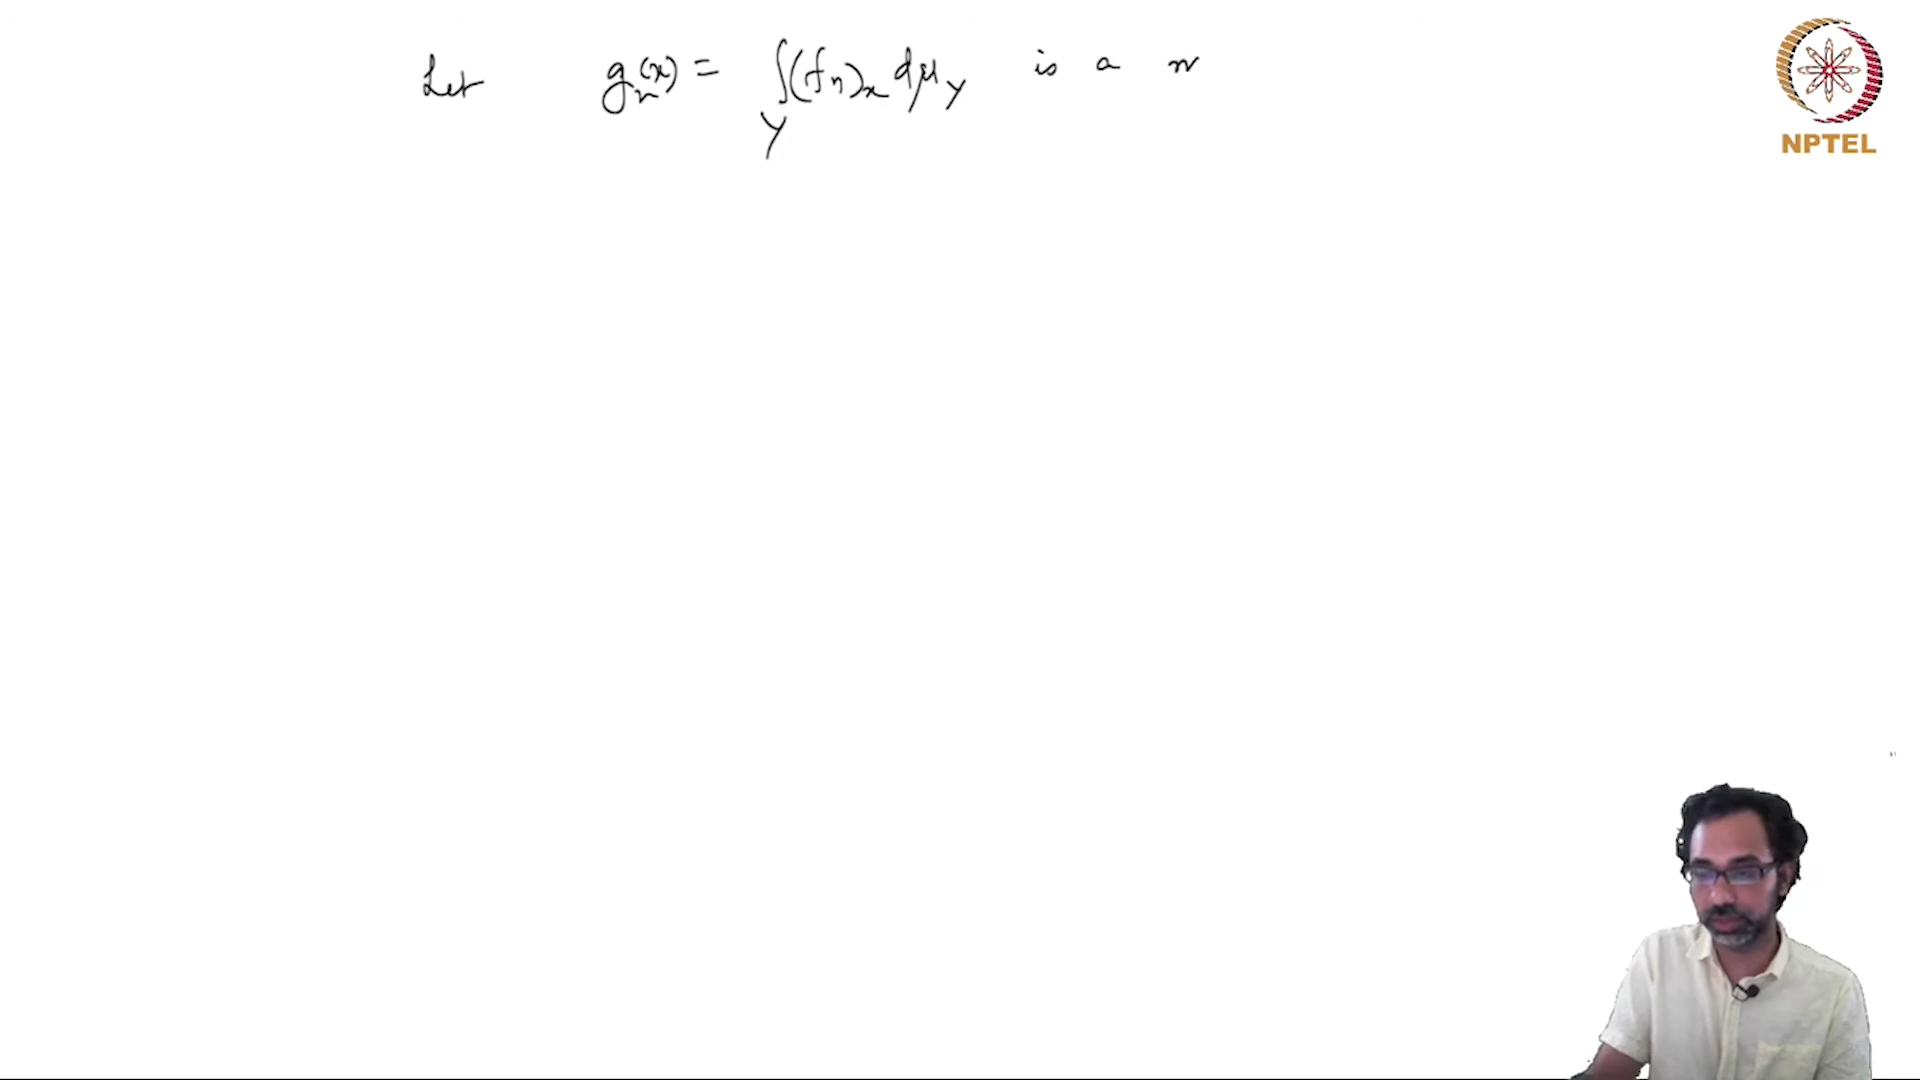 Let g_n(x) = ∫_Y (f_n)_x dμ_Y is a m
NPTEL